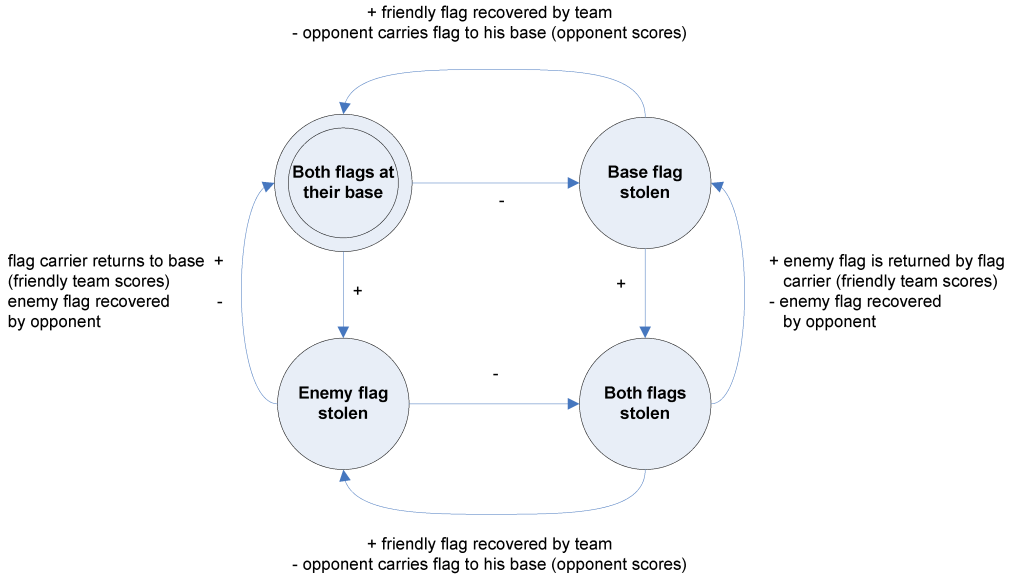 + friendly flag recovered by team
- opponent carries flag to his base (opponent scores)
Both flags at
their base
Base flag
stolen
-
flag carrier returns to base +
(friendly team scores)
enemy flag recovered -
by opponent
+
+
+ enemy flag is returned by flag
carrier (friendly team scores)
- enemy flag recovered
by opponent
-
Enemy flag
stolen
Both flags
stolen
+ friendly flag recovered by team
- opponent carries flag to his base (opponent scores)